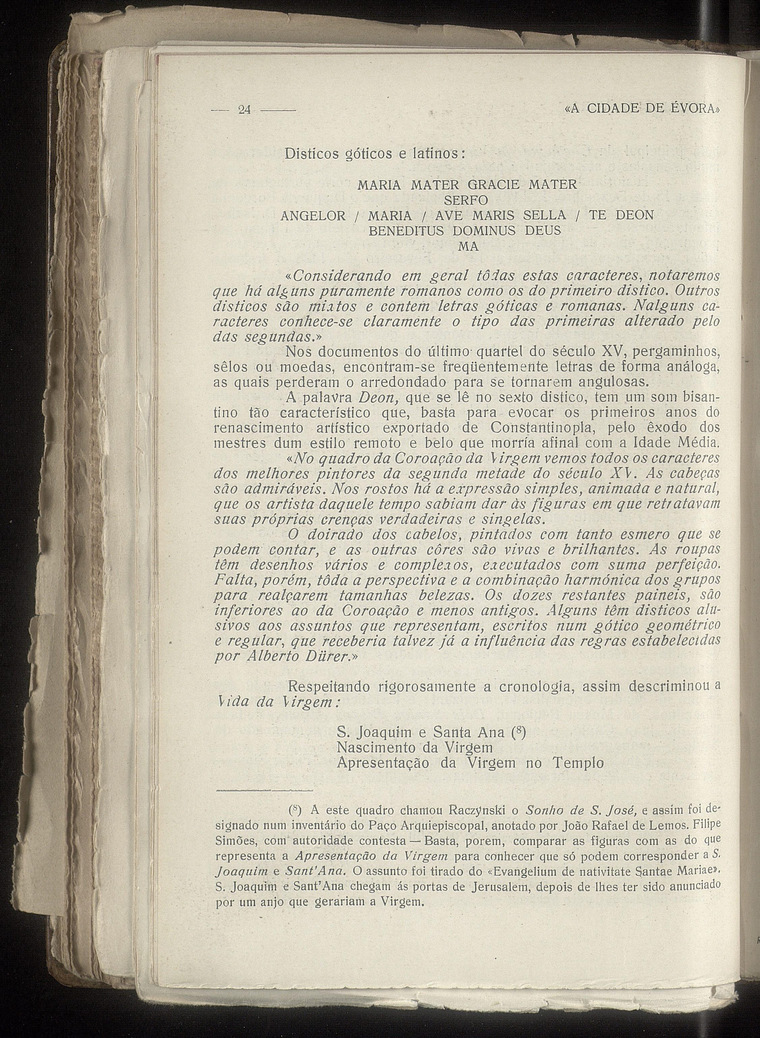 — 24 —— «A CIDADE DE ÉVORA»
Disticos góticos e latinos:
MARIA MATER GRACIE MATER
SERFO
ANGELOR / MARIA / AVE MARIS SELLA / TE DEON
BENEDITUS DOMINUS DEUS
MA
«Considerando em geral tôdas estas caracteres, notaremos
que há alguns puramente romanos como os do primeiro distico. Outros
disticos são mixtos e contem letras góticas e romanas. Nalguns ca-
racteres conhece-se claramente o tipo das primeiras alterado pelo
das segundas.»
Nos documentos do último quartel do século XV, pergaminhos,
sêlos ou moedas, encontram-se freqüentemente letras de forma análoga,
as quais perderam o arredondado para se tornarem angulosas.
A palavra Deon, que se lê no sexto distico, tem um som bisan-
tino tão característico que, basta para evocar os primeiros anos do
renascimento artístico exportado de Constantinopla, pelo êxodo dos
mestres dum estilo remoto e belo que morría afinal com a Idade Média.
«No quadro da Coroação da Virgem vemos todos os caracteres
dos melhores pintores da segunda metade do século XV. As cabeças
são admiráveis. Nos rostos há a expressão simples, animada e natural,
que os artista daquele tempo sabiam dar às figuras em que retratavam
suas próprias crenças verdadeiras e singelas.
O doirado dos cabelos, pintados com tanto esmero que se
podem contar, e as outras côres são vivas e brilhantes. As roupas
têm desenhos vários e complexos, executados com suma perfeição.
Falta, porém, tôda a perspectiva e a combinação harmónica dos grupos
para realçarem tamanhas belezas. Os dozes restantes paineis, são
inferiores ao da Coroação e menos antigos. Alguns têm disticos alu-
sivos aos assuntos que representam, escritos num gótico geométrico
e regular, que receberia talvez já a influência das regras estabelecidas
por Alberto Dürer.»
Respeitando rigorosamente a cronologia, assim descriminou a
Vida da Virgem:
S. Joaquim e Santa Ana (⁸)
Nascimento da Virgem
Apresentação da Virgem no Templo
(⁸) A este quadro chamou Raczýnski o Sonho de S. José, e assim foi de-
signado num inventário do Paço Arquiepiscopal, anotado por João Rafael de Lemos. Filipe
Simões, com autoridade contesta — Basta, porem, comparar as figuras com as do que
representa a Apresentação da Virgem para conhecer que só podem corresponder a S.
Joaquim e Sant'Ana. O assunto foi tirado do «Evangelium de nativitate Santae Mariae».
S. Joaquim e Sant'Ana chegam ás portas de Jerusalem, depois de lhes ter sido anunciado
por um anjo que gerariam a Virgem.